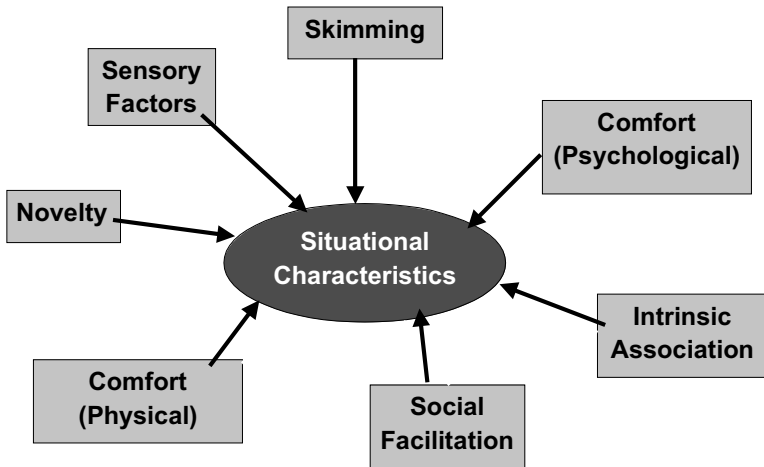 Skimming
Sensory
Factors
Comfort
(Psychological)
Novelty
Situational
Characteristics
Intrinsic
Association
Comfort
(Physical)
Social
Facilitation